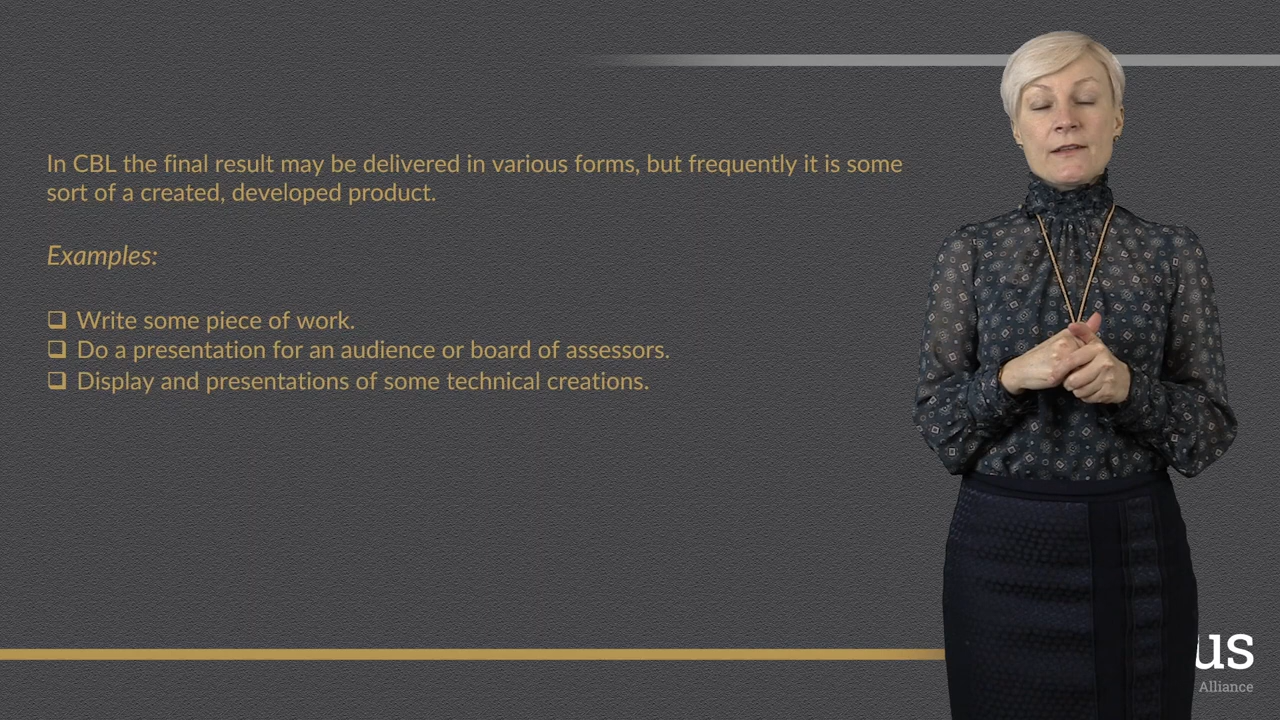 In CBL the final result may be delivered in various forms, but frequently it is some
sort of a created, developed product.
Examples:
Write some piece of work.
Do a presentation for an audience or board of assessors.
Display and presentations of some technical creations.
us
Alliance